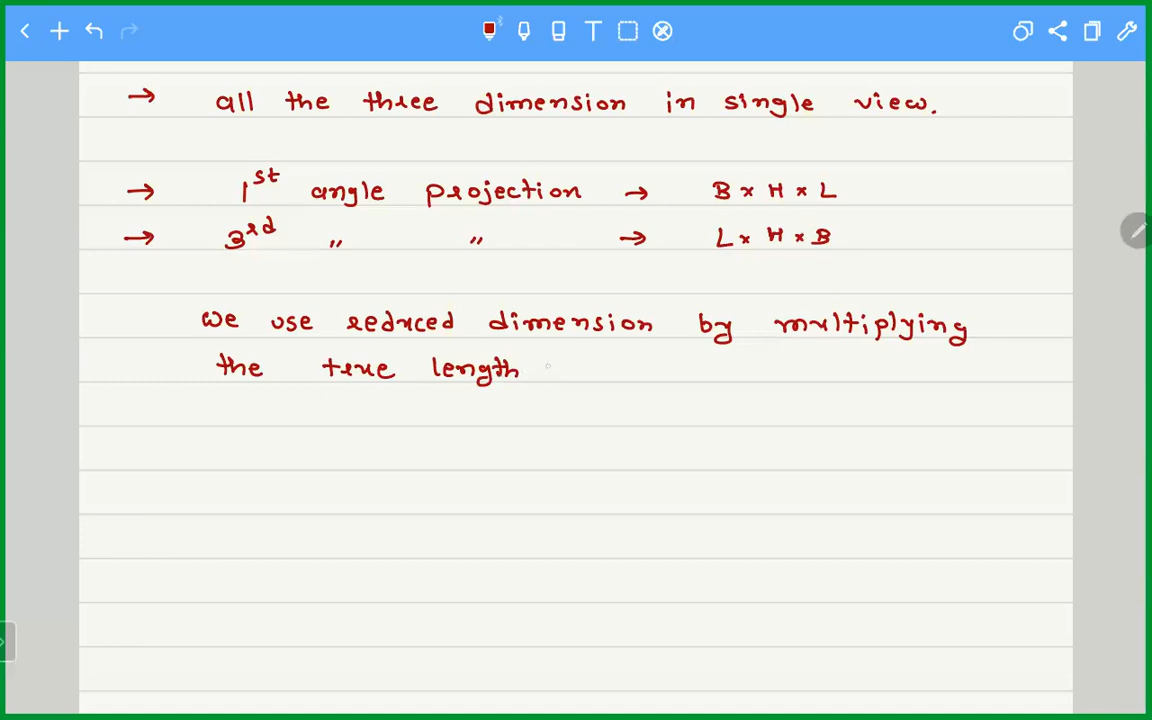 → all the three dimension in single view.
→ 1st angle projection → B × H × L
→ 3rd " " → L × H × B
We use reduced dimension by multiplying
the true length